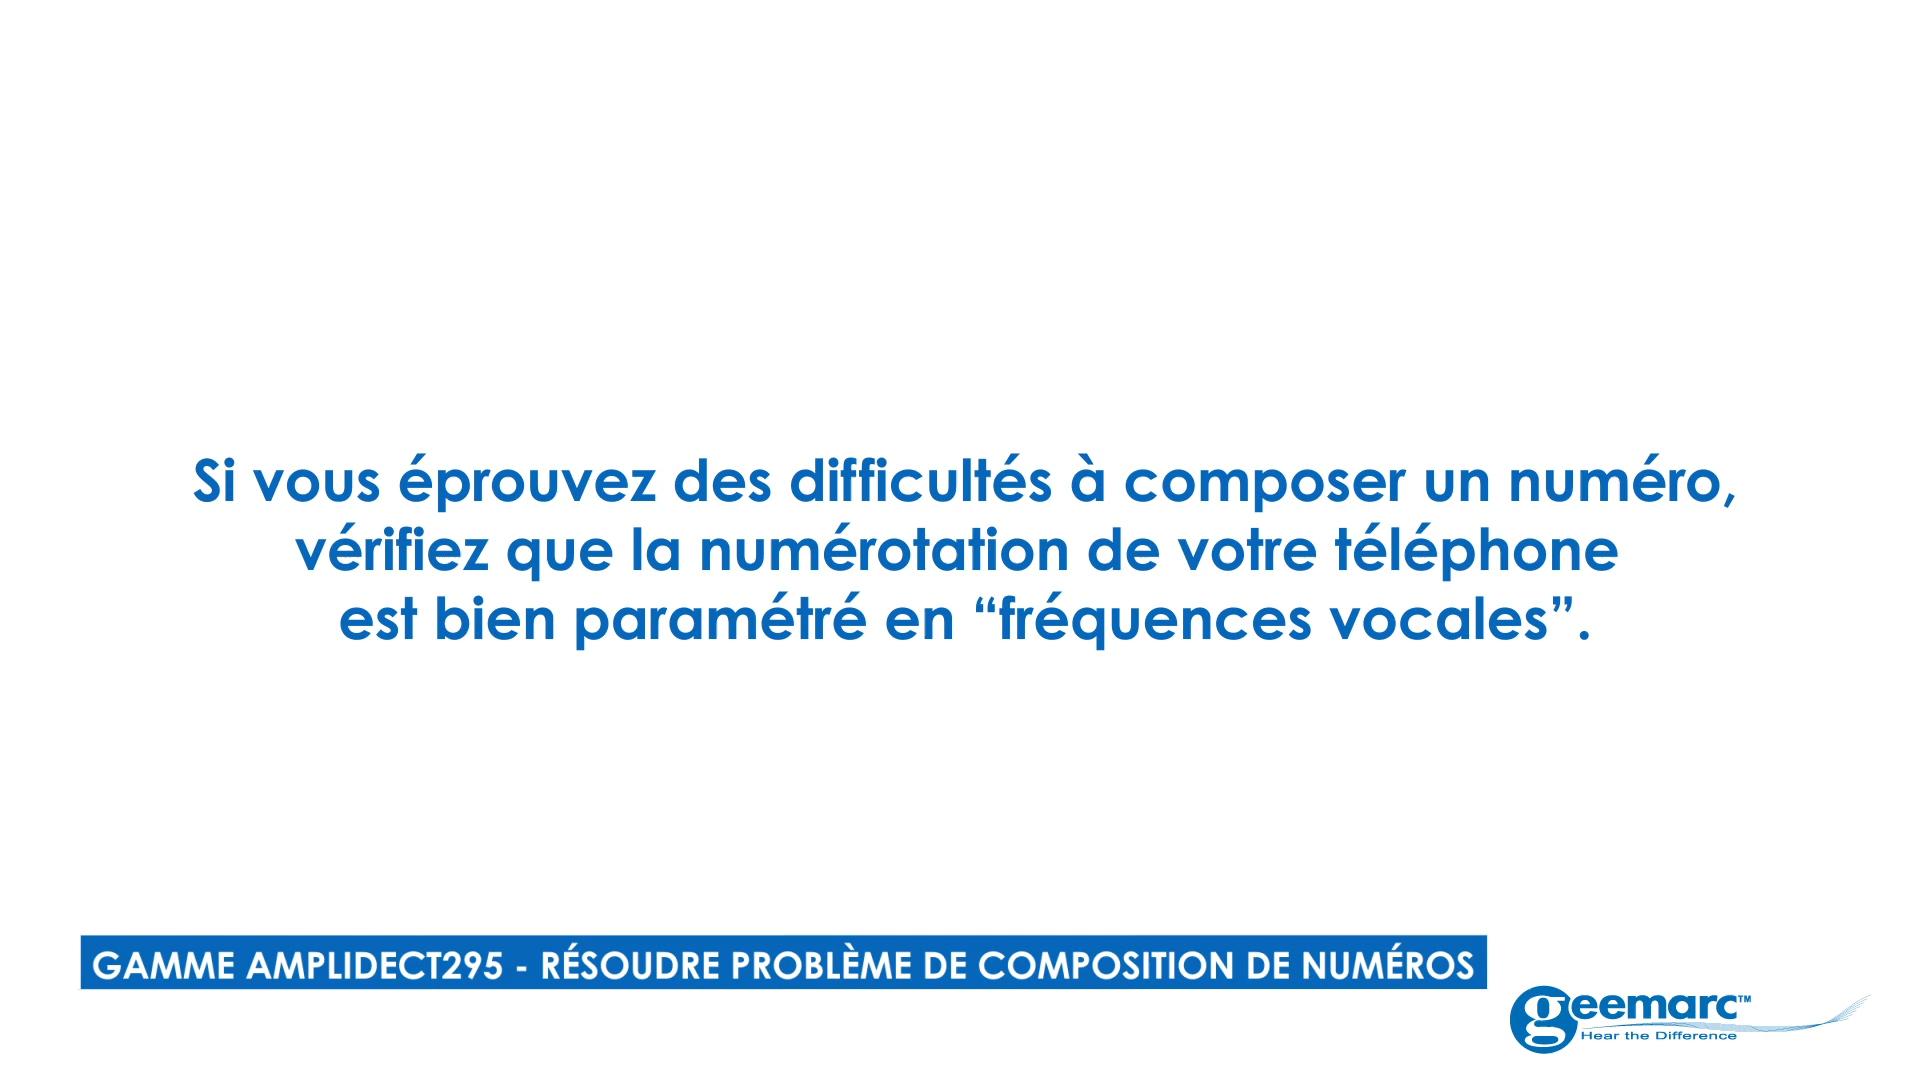 Si vous éprouvez des difficultés à composer un numéro,
vérifiez que la numérotation de votre téléphone
est bien paramétré en “fréquences vocales”.
GAMME AMPLIDECT295 - RÉSOUDRE PROBLÈME DE COMPOSITION DE NUMÉROS
geemarc™
Hear the Difference